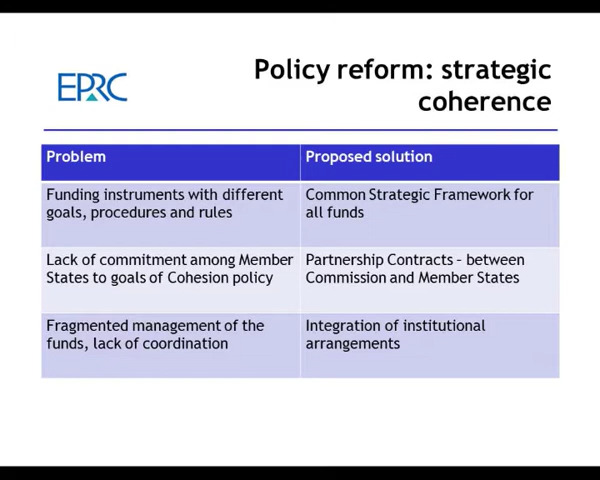 EPRC
Policy reform: strategic
coherence
Problem
Proposed solution
Funding instruments with different
goals, procedures and rules
Common Strategic Framework for
all funds
Lack of commitment among Member
States to goals of Cohesion policy
Partnership Contracts – between
Commission and Member States
Fragmented management of the
funds, lack of coordination
Integration of institutional
arrangements